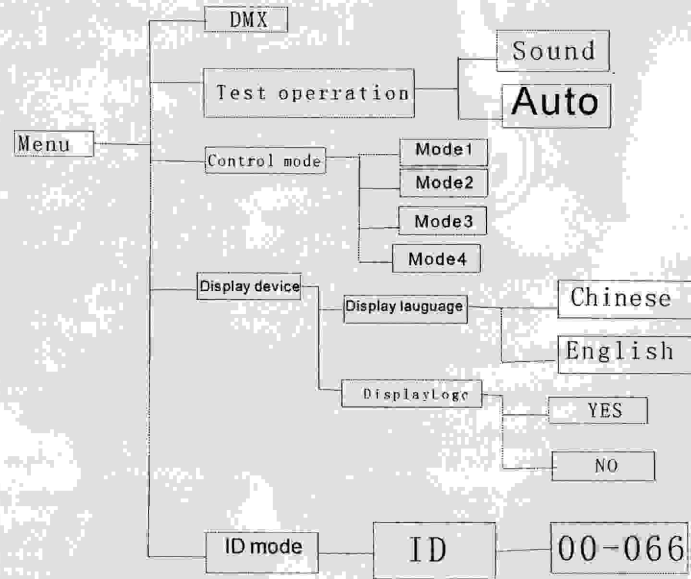 DMX
Sound
Test operration
Auto
Menu
Mode1
Control mode
Mode2
Mode3
Mode4
Display device
Display lauguage
Chinese
English
DisplayLogo
YES
NO
ID mode
ID
00-066